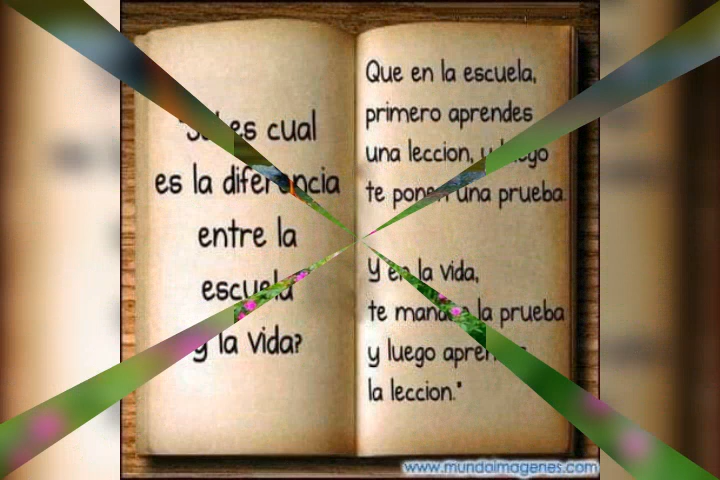 es cual
es la diferencia
entre la
escuela
y la vida?
Que en la escuela,
primero aprendes
una leccion, y luego
te ponen una prueba.
Y en la vida,
te mandan la prueba
y luego aprendes
la leccion."
www.mundoimagenes.com